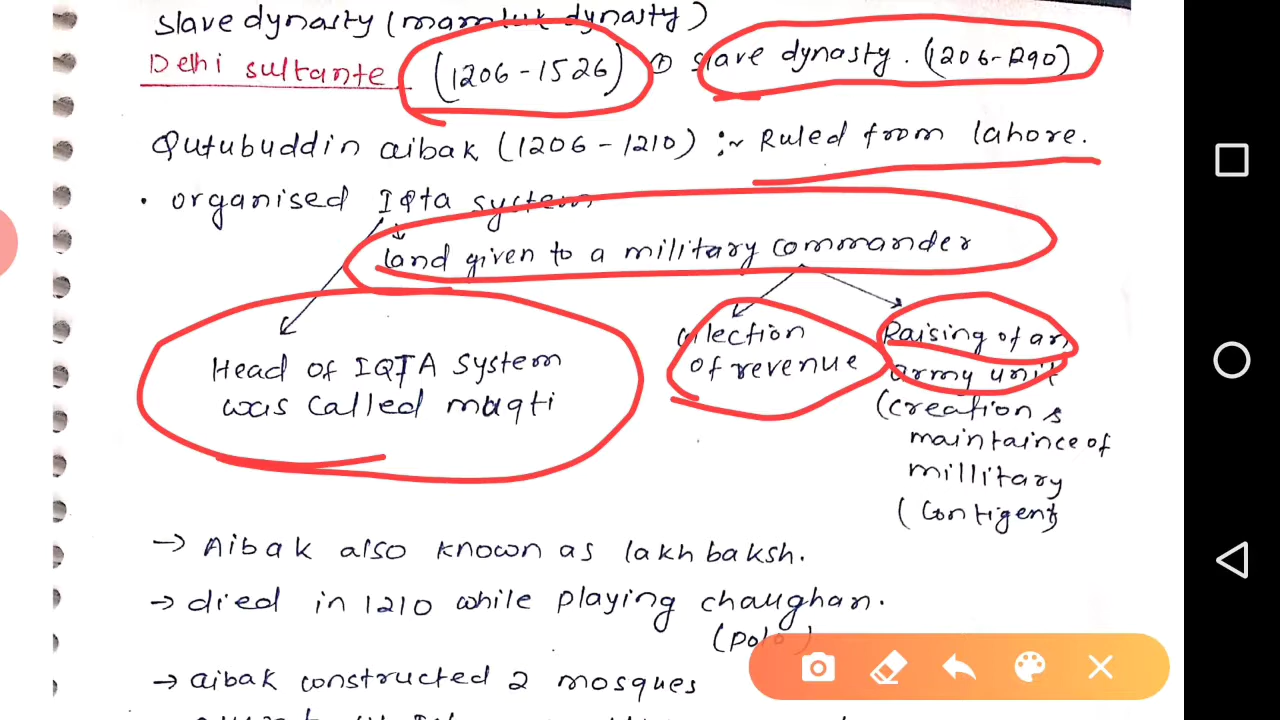 Slave dynasty (mamluk dynasty)
Delhi sultante (1206-1526) ① slave dynasty. (1206-1290)
Qutubuddin aibak (1206-1210) :~ Ruled from lahore.
• organised IQta system
land given to a military commander
Head of IQTA System
was called muqti
collection
of revenue
Raising of an
army unit
(creation &
maintaince of
millitary
(contigent)
→ Aibak also known as lakh baksh.
→ died in 1210 while playing chaughan.
(polo)
→ aibak constructed 2 mosques